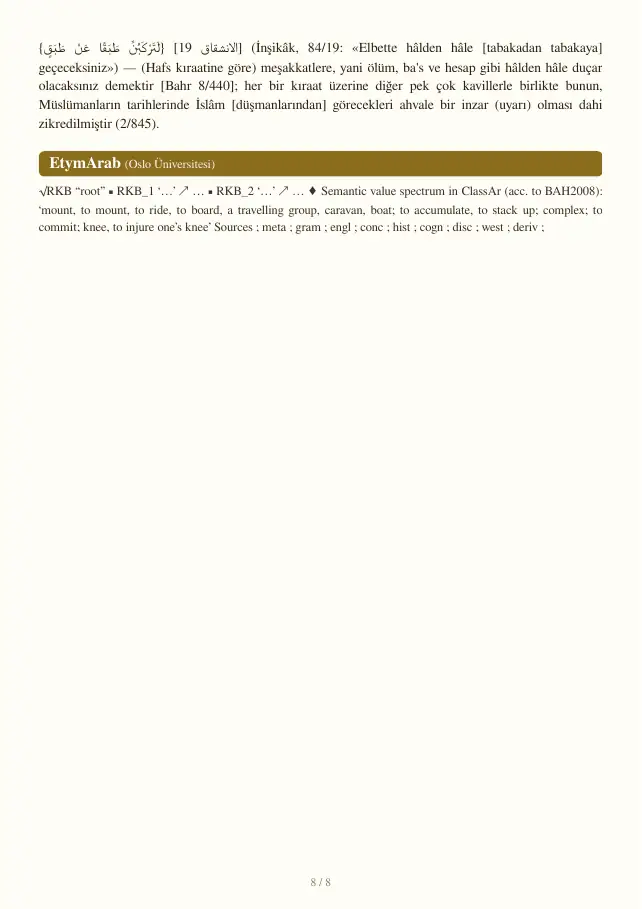 {لَتَرْكَبُنَّ طَبَقًا عَنْ طَبَقٍ} [الانشقاق 19] (İnşikâk, 84/19: «Elbette hâlden hâle [tabakadan tabakaya]
geçeceksiniz») — (Hafs kıraatine göre) meşakkatlere, yani ölüm, ba's ve hesap gibi hâlden hâle duçar
olacaksınız demektir [Bahr 8/440]; her bir kıraat üzerine diğer pek çok kavillerle birlikte bunun,
Müslümanların tarihlerinde İslâm [düşmanlarından] görecekleri ahvale bir inzar (uyarı) olması dahi
zikredilmiştir (2/845).
EtymArab (Oslo Üniversitesi)
√RKB “root” ▪ RKB_1 ‘…’ ↗ … ▪ RKB_2 ‘…’ ↗ … ♦ Semantic value spectrum in ClassAr (acc. to BAH2008):
‘mount, to mount, to ride, to board, a travelling group, caravan, boat; to accumulate, to stack up; complex; to
commit; knee, to injure one’s knee’ Sources ; meta ; gram ; engl ; conc ; hist ; cogn ; disc ; west ; deriv ;
8 / 8